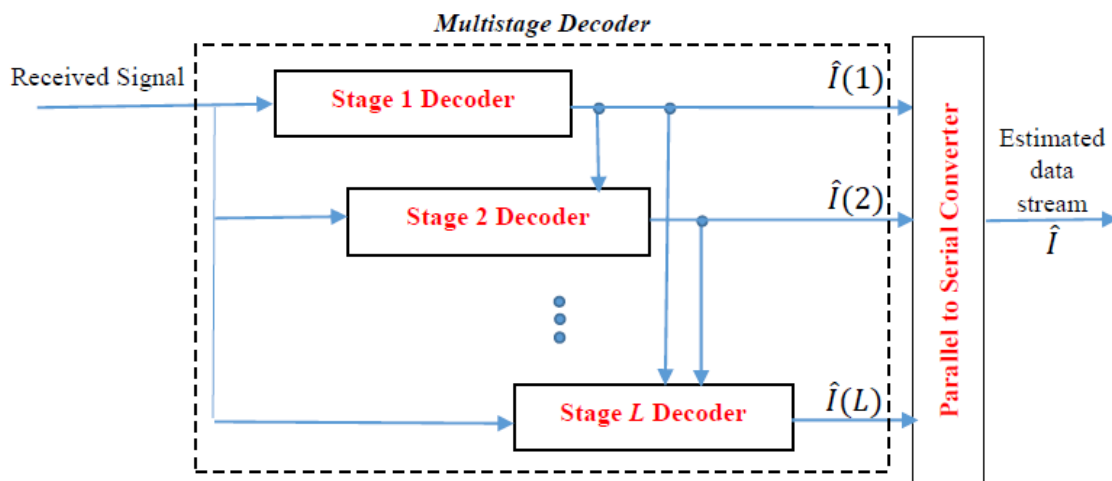 Multistage Decoder
Received Signal
Stage 1 Decoder
Î(1)
Stage 2 Decoder
Î(2)
Stage L Decoder
Î(L)
Parallel to Serial Converter
Estimated
data
stream
Î